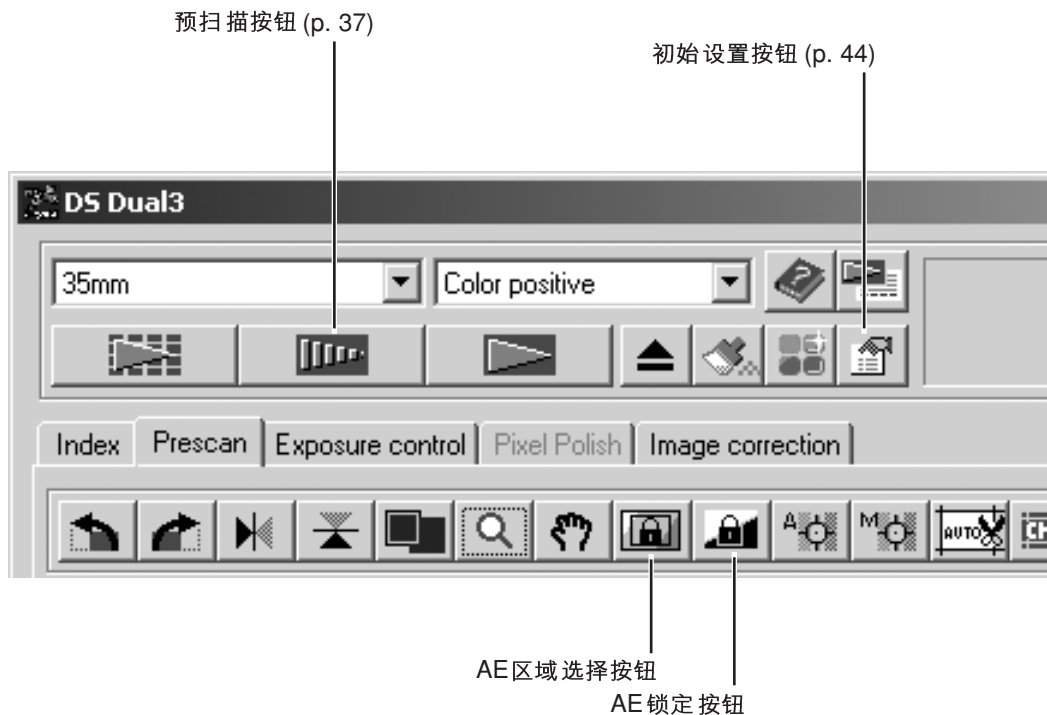 预扫描按钮 (p. 37)
初始设置按钮 (p. 44)
DS Dual3
35mm
Color positive
Index
Prescan
Exposure control
Pixel Polish
Image correction
A
M
AUTO
AE区域选择按钮
AE锁定按钮